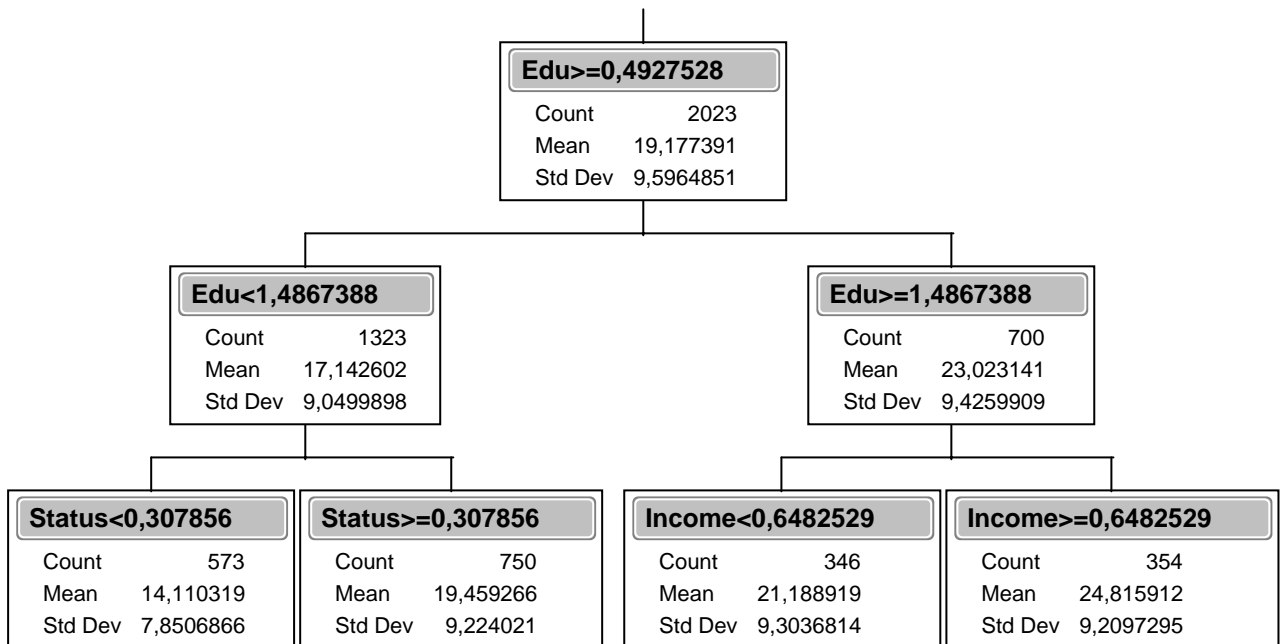 Edu>=0,4927528
Count 2023
Mean 19,177391
Std Dev 9,5964851
Edu<1,4867388
Count 1323
Mean 17,142602
Std Dev 9,0499898
Edu>=1,4867388
Count 700
Mean 23,023141
Std Dev 9,4259909
Status<0,307856
Count 573
Mean 14,110319
Std Dev 7,8506866
Status>=0,307856
Count 750
Mean 19,459266
Std Dev 9,224021
Income<0,6482529
Count 346
Mean 21,188919
Std Dev 9,3036814
Income>=0,6482529
Count 354
Mean 24,815912
Std Dev 9,2097295